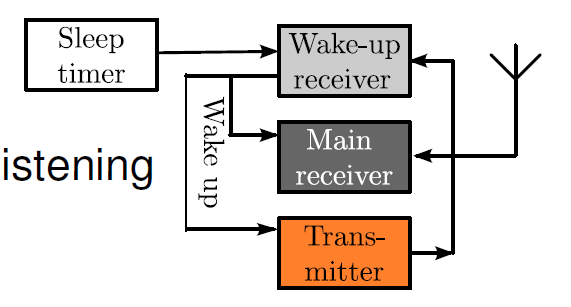 Sleep
timer
Wake-up
receiver
Wake up
Main
receiver
istening
Trans-
mitter